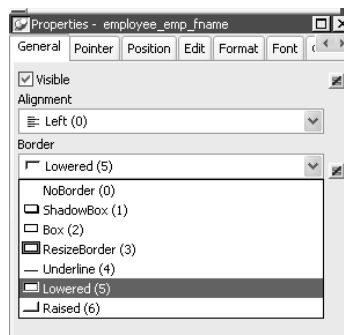 Properties - employee_emp_fname
General Pointer Position Edit Format Font
Visible
Alignment
Left (0)
Border
Lowered (5)
NoBorder (0)
ShadowBox (1)
Box (2)
ResizeBorder (3)
Underline (4)
Lowered (5)
Raised (6)